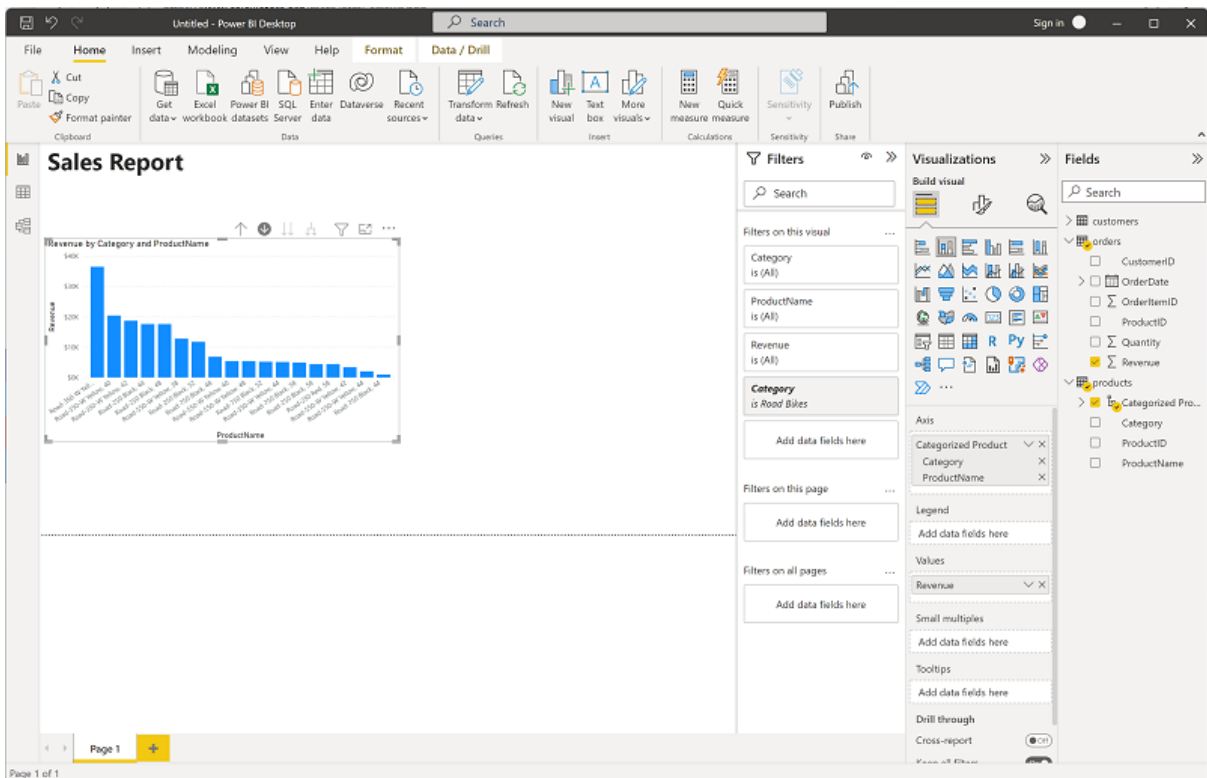 Untitled - Power BI Desktop
Search
Sign in
File Home Insert Modeling View Help Format Data / Drill
Paste
Cut
Copy
Format painter
Clipboard
Get data
Excel workbook
Power BI datasets
SQL Server
Enter data
Dataverse
Recent sources
Data
Transform data
Refresh
Queries
New visual
Text box
More visuals
Insert
New measure
Quick measure
Calculations
Sensitivity
Sensitivity
Publish
Share
Sales Report
Revenue by Category and ProductName
$40K
$30K
$20K
$10K
$0K
Revenue
ProductName
Filters
Search
Filters on this visual
Category
is (All)
ProductName
is (All)
Revenue
is (All)
Category
is Road Bikes
Add data fields here
Filters on this page
Add data fields here
Filters on all pages
Add data fields here
Visualizations
Build visual
R
Py
Axis
Categorized Product
Category
ProductName
Legend
Add data fields here
Values
Revenue
Small multiples
Add data fields here
Tooltips
Add data fields here
Drill through
Cross-report
Off
Keep all filters
Fields
Search
customers
orders
CustomerID
OrderDate
OrderItemID
ProductID
Quantity
Revenue
products
Categorized Pro...
Category
ProductID
ProductName
Page 1
Page 1 of 1